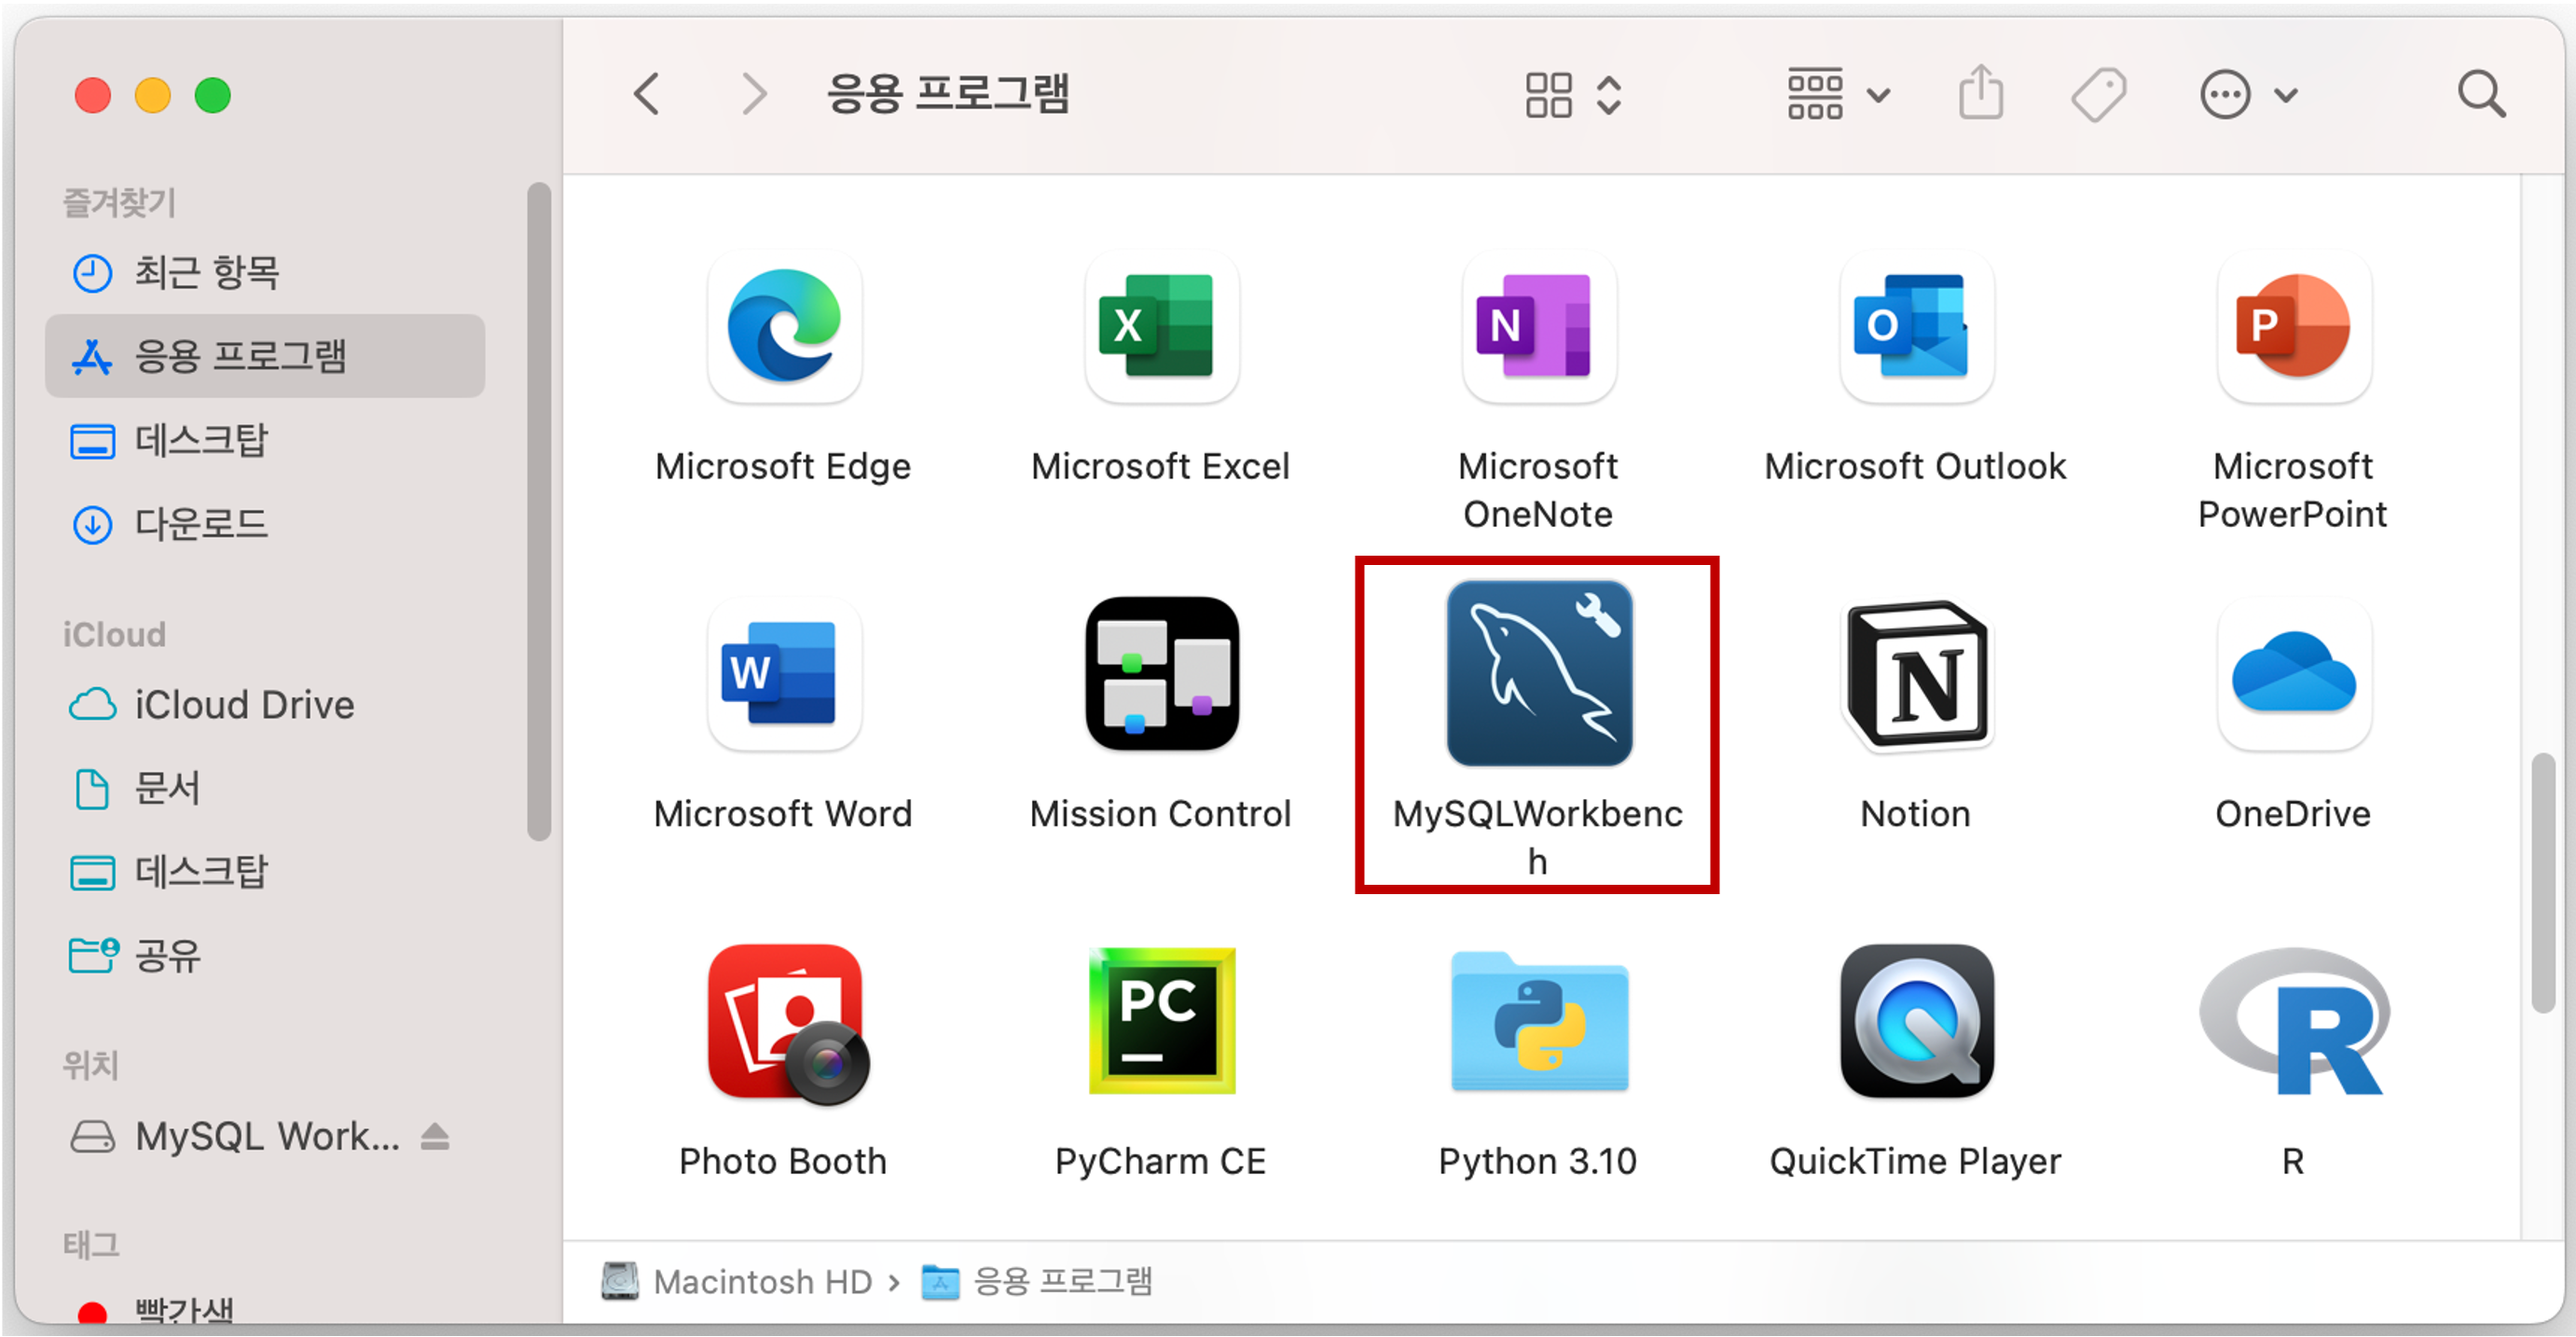 응용 프로그램
즐겨찾기
최근 항목
응용 프로그램
데스크탑
다운로드
iCloud
iCloud Drive
문서
데스크탑
공유
위치
MySQL Work...
태그
빨간색
X
N
O
P
Microsoft Edge
Microsoft Excel
Microsoft
OneNote
Microsoft Outlook
Microsoft
PowerPoint
W
N
Microsoft Word
Mission Control
MySQLWorkbenc
h
Notion
OneDrive
PC
R
Photo Booth
PyCharm CE
Python 3.10
QuickTime Player
R
Macintosh HD › 응용 프로그램